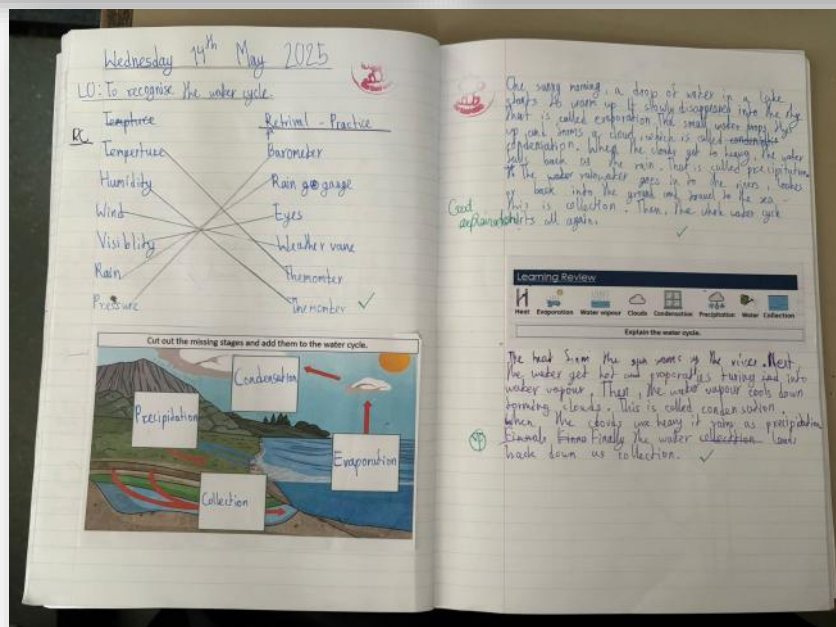 Wednesday 14th May 2025
LO: To recognise the water cycle.
Tempture
Retrival - Practice
RC
Temperture
Barometer
Humidity
Rain go gauge
Wind
Eyes
Visiblity
Weather vane
Rain
Themomter
Pressure
Themomter
Cut out the missing stages and add them to the water cycle.
Condensation
Precipitation
Evaporation
Collection
One sunny morning, a drop of water in a lake
starts to warm up. It slowly disappeared into the sky.
That is called evaporation. The small water drops
up and forms a cloud, which is called
condensation. When the clouds get to heavy, the water
falls back as the rain. That is called precipitation
The water rainwater goes in to the rivers, lakes
or back into the ground and travel to the sea.
This is collection. Then, the whole water cycle
starts all again.
Good
explanation
Learning Review
Heat Evaporation Water vapour Clouds Condensation Precipitation Water Collection
Explain the water cycle.
The heat from the sun warms up the river. Next
the water get hot and evaporates turing into
water vapour, Then, the water vapour cools down
forming clouds. This is called condensation.
When the clouds are heavy it rains as precipitation
Finally the water collection lands
back down as collection.